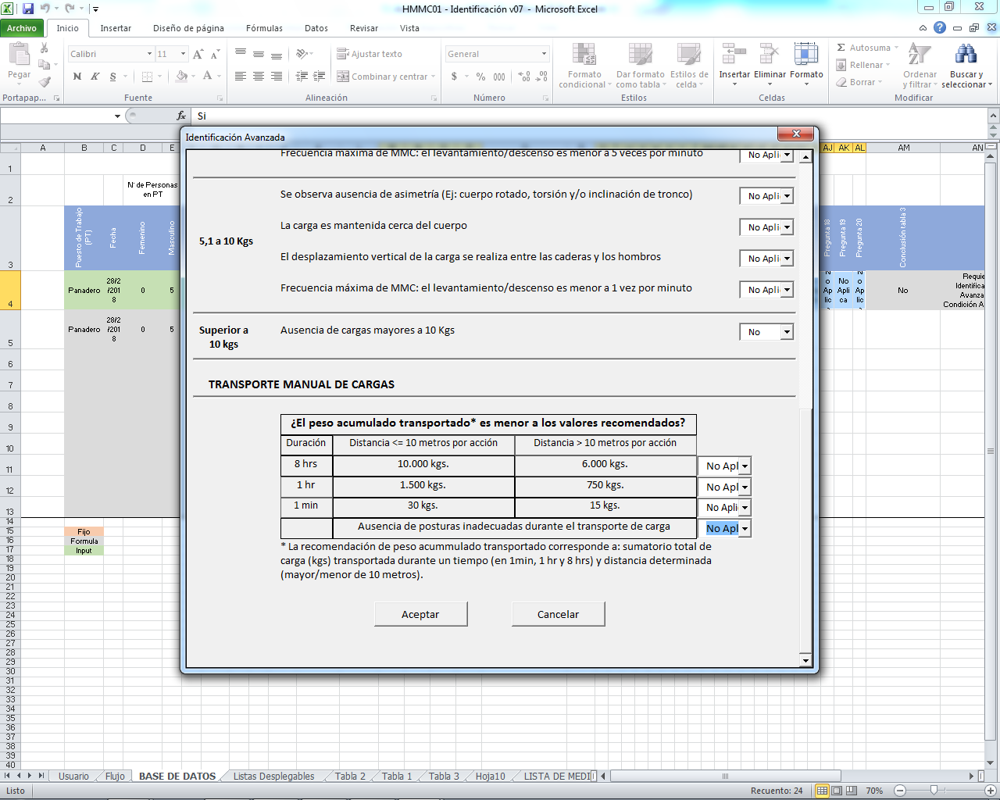 HMMC01 - Identificación v07 - Microsoft Excel
Archivo
Inicio
Insertar
Diseño de página
Fórmulas
Datos
Revisar
Vista
Pegar
Portapap...
Calibri
11
N K S
A A
A
Fuente
Ajustar texto
Combinar y centrar
Alineación
General
$ % 000
Número
Formato condicional
Dar formato como tabla
Estilos de celda
Estilos
Insertar
Eliminar
Formato
Celdas
Autosuma
Rellenar
Borrar
Ordenar y filtrar
Buscar y seleccionar
Modificar
fx
Si
A B C D E
AJ AK AL AM AN
N° de Personas
en PT
Puesto de Trabajo
(PT)
Fecha
Femenino
Masculino
Pregunta 18
Pregunta 19
Pregunta 20
Conclusión tabla 3
Panadero
28/2/2018
0
5
No Aplica
No
Requie
Identifica
Avanza
Condición A
Panadero
28/2/2018
0
5
Fijo
Formula
Input
1
2
3
4
5
6
7
8
9
10
11
12
13
14
15
16
17
18
19
20
21
22
23
24
25
26
27
28
29
30
31
32
33
34
35
36
37
38
39
40
Identificación Avanzada
Frecuencia máxima de MMC: el levantamiento/descenso es menor a 5 veces por minuto
No Apli
Se observa ausencia de asimetría (Ej: cuerpo rotado, torsión y/o inclinación de tronco)
No Apli
5,1 a 10 Kgs
La carga es mantenida cerca del cuerpo
No Apli
El desplazamiento vertical de la carga se realiza entre las caderas y los hombros
No Apli
Frecuencia máxima de MMC: el levantamiento/descenso es menor a 1 vez por minuto
No Apli
Superior a
10 kgs
Ausencia de cargas mayores a 10 Kgs
No
TRANSPORTE MANUAL DE CARGAS
¿El peso acumulado transportado* es menor a los valores recomendados?
Duración
Distancia <= 10 metros por acción
Distancia > 10 metros por acción
8 hrs
10.000 kgs.
6.000 kgs.
No Apl
1 hr
1.500 kgs.
750 kgs.
No Apl
1 min
30 kgs.
15 kgs.
No Apli
Ausencia de posturas inadecuadas durante el transporte de carga
No Apl
* La recomendación de peso acummulado transportado corresponde a: sumatorio total de
carga (kgs) transportada durante un tiempo (en 1min, 1 hr y 8 hrs) y distancia determinada
(mayor/menor de 10 metros).
Aceptar
Cancelar
Usuario
Flujo
BASE DE DATOS
Listas Desplegables
Tabla 2
Tabla 1
Tabla 3
Hoja10
LISTA DE MEDI
Listo
Recuento: 24
70%